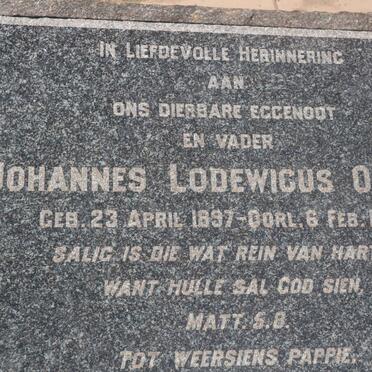 IN LIEFDEVOLLE HERINNERING
AAN
ONS DIERBARE EGGENOOT
EN VADER
JOHANNES LODEWICUS O
GEB. 23 APRIL 1897-OORL. 6 FEB.
SALIG IS DIE WAT REIN VAN HAR
WANT HULLE SAL GOD SIEN.
MATT. 5.8.
TOT WEERSIENS PAPPIE.